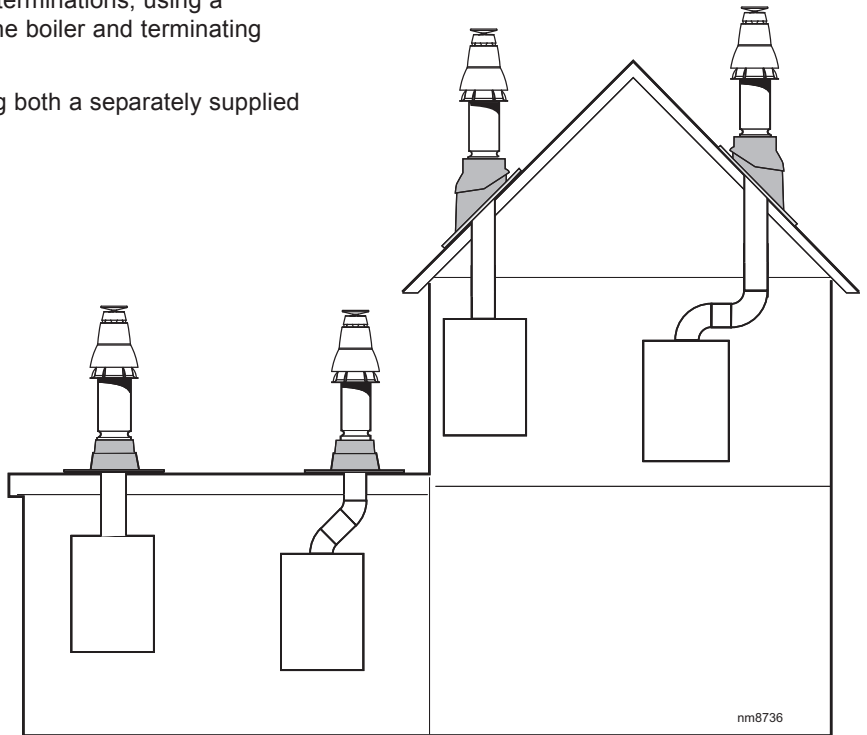 terminations, using a
he boiler and terminating
g both a separately supplied
nm8736